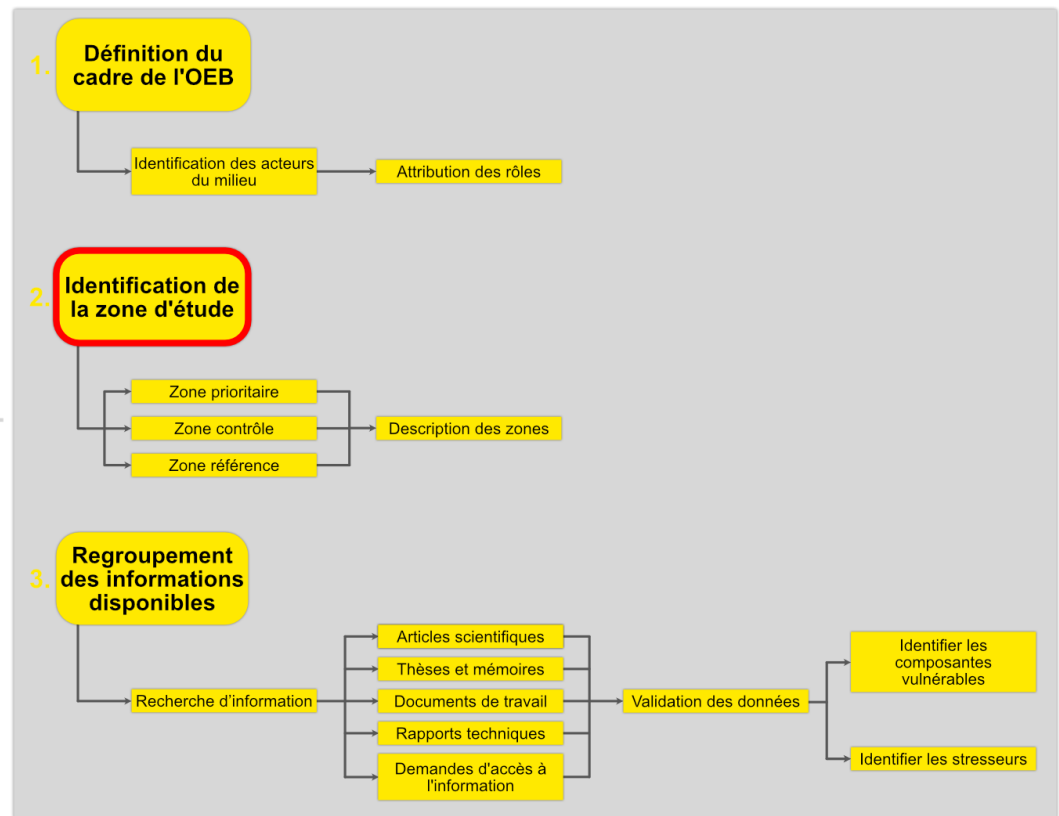 1.
Définition du
cadre de l'OEB
Identification des acteurs
du milieu
Attribution des rôles
2.
Identification de
la zone d'étude
Zone prioritaire
Zone contrôle
Description des zones
Zone référence
3.
Regroupement
des informations
disponibles
Recherche d’information
Articles scientifiques
Thèses et mémoires
Documents de travail
Rapports techniques
Demandes d'accès à
l'information
Validation des données
Identifier les
composantes
vulnérables
Identifier les stresseurs